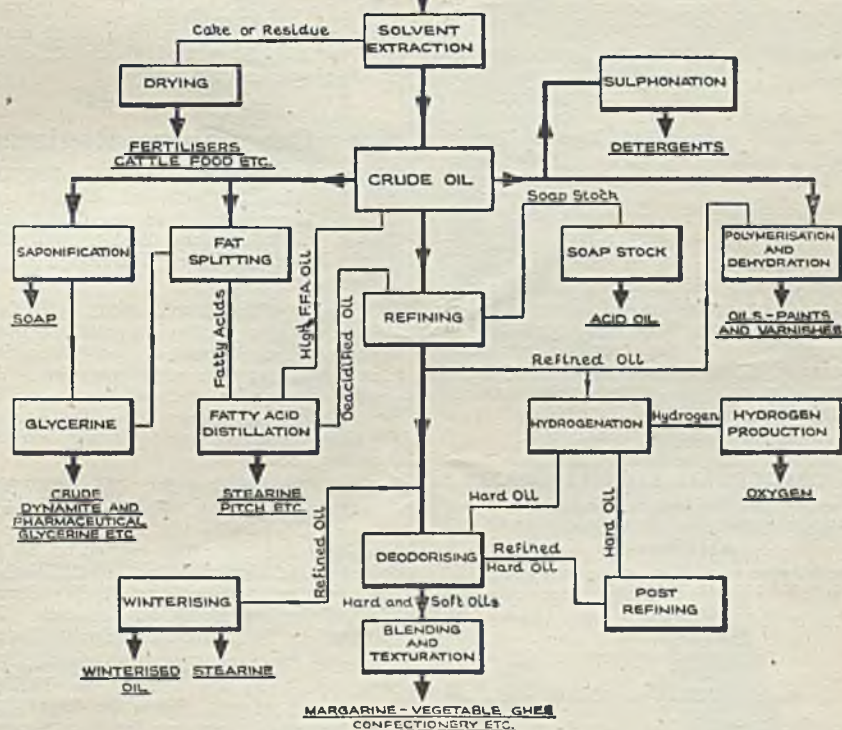 SOLVENT
EXTRACTION
Cake or Residue
DRYING
SULPHONATION
FERTILISERS
CATTLE FOOD ETC.
DETERGENTS
CRUDE OIL
Soap Stock
SAPONIFICATION
FAT
SPLITTING
SOAP STOCK
POLYMERISATION
AND
DEHYDRATION
High F.F.A Oil
SOAP
Fatty Acids
Deacidified Oil
REFINING
ACID OIL
OILS - PAINTS
AND VARNISHES
Refined Oil
GLYCERINE
FATTY ACID
DISTILLATION
HYDROGENATION
Hydrogen
HYDROGEN
PRODUCTION
CRUDE
DYNAMITE AND
PHARMACEUTICAL
GLYCERINE ETC
STEARINE
PITCH ETC
Hard Oil
Hard Oil
OXYGEN
Refined Oil
DEODORISING
Refined
Hard Oil
WINTERISING
Hard and Soft Oils
POST
REFINING
BLENDING
AND
TEXTURATION
WINTERISED
OIL
STEARINE
MARGARINE - VEGETABLE GHEE
CONFECTIONERY ETC.